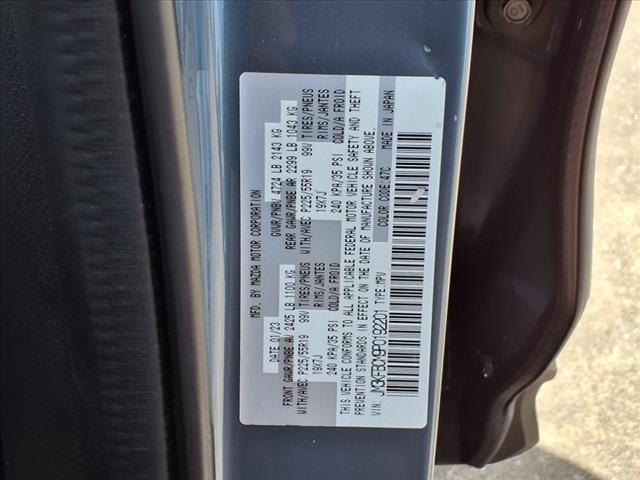 MFD. BY MAZDA MOTOR CORPORATION
DATE 01/23 GVWR/PNBV 4724 LB 2143 KG
FRONT GAWR/PNBE AV 2425 LB 1100 KG REAR GAWR/PNBE AR 2299 LB 1043 KG
WITH/AVEC P225/55R19 99V TIRES/PNEUS WITH/AVEC P225/55R19 99V TIRES/PNEUS
19X7J RIMS/JANTES 19X7J RIMS/JANTES
240 KPA/35 PSI COLD/A FROID 240 KPA/35 PSI COLD/A FROID
THIS VEHICLE CONFORMS TO ALL APPLICABLE FEDERAL MOTOR VEHICLE SAFETY AND THEFT
PREVENTION STANDARDS IN EFFECT ON THE DATE OF MANUFACTURE SHOWN ABOVE.
VIN: JM3KFBCM9P0192201 TYPE: MPV COLOR CODE: 47C MADE IN JAPAN